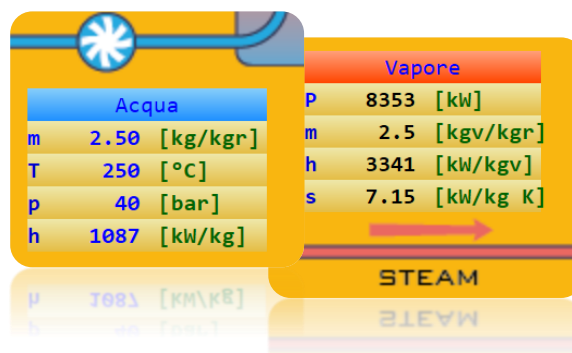 Acqua
m 2.50 [kg/kgr]
T 250 [°C]
p 40 [bar]
h 1087 [kW/kg]
Vapore
P 8353 [kW]
m 2.5 [kgv/kgr]
h 3341 [kW/kgv]
s 7.15 [kW/kg K]
STEAM